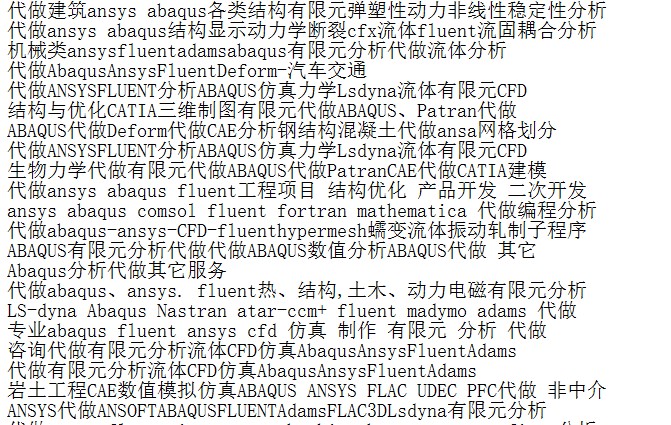 代做建筑ansys abaqus各类结构有限元弹塑性动力非线性稳定性分析
代做ansys abaqus结构显示动力学断裂cfx流体fluent流固耦合分析
机械类ansysfluentadamsabaqus有限元分析代做流体分析
代做AbaqusAnsysFluentDeform-汽车交通
代做ANSYSFLUENT分析ABAQUS仿真力学Lsdyna流体有限元CFD
结构与优化CATIA三维制图有限元代做ABAQUS、Patran代做
ABAQUS代做Deform代做CAE分析钢结构混凝土代做ansa网格划分
代做ANSYSFLUENT分析ABAQUS仿真力学Lsdyna流体有限元CFD
生物力学代做有限元代做ABAQUS代做PatranCAE代做CATIA建模
代做ansys abaqus fluent工程项目 结构优化 产品开发 二次开发
ansys abaqus comsol fluent fortran mathematica 代做编程分析
代做abaqus-ansys-CFD-fluenthypermesh蠕变流体振动轧制子程序
ABAQUS有限元分析代做代做ABAQUS数值分析ABAQUS代做 其它
Abaqus分析代做其它服务
代做abaqus、ansys. fluent热、结构,土木、动力电磁有限元分析
LS-dyna Abaqus Nastran atar-ccm+ fluent madymo adams 代做
专业abaqus fluent ansys cfd 仿真 制作 有限元 分析 代做
咨询代做有限元分析流体CFD仿真AbaqusAnsysFluentAdams
代做有限元分析流体CFD仿真AbaqusAnsysFluentAdams
岩土工程CAE数值模拟仿真ABAQUS ANSYS FLAC UDEC PFC代做 非中介
ANSYS代做ANSOFTABAQUSFLUENTAdamsFLAC3DLsdyna有限元分析